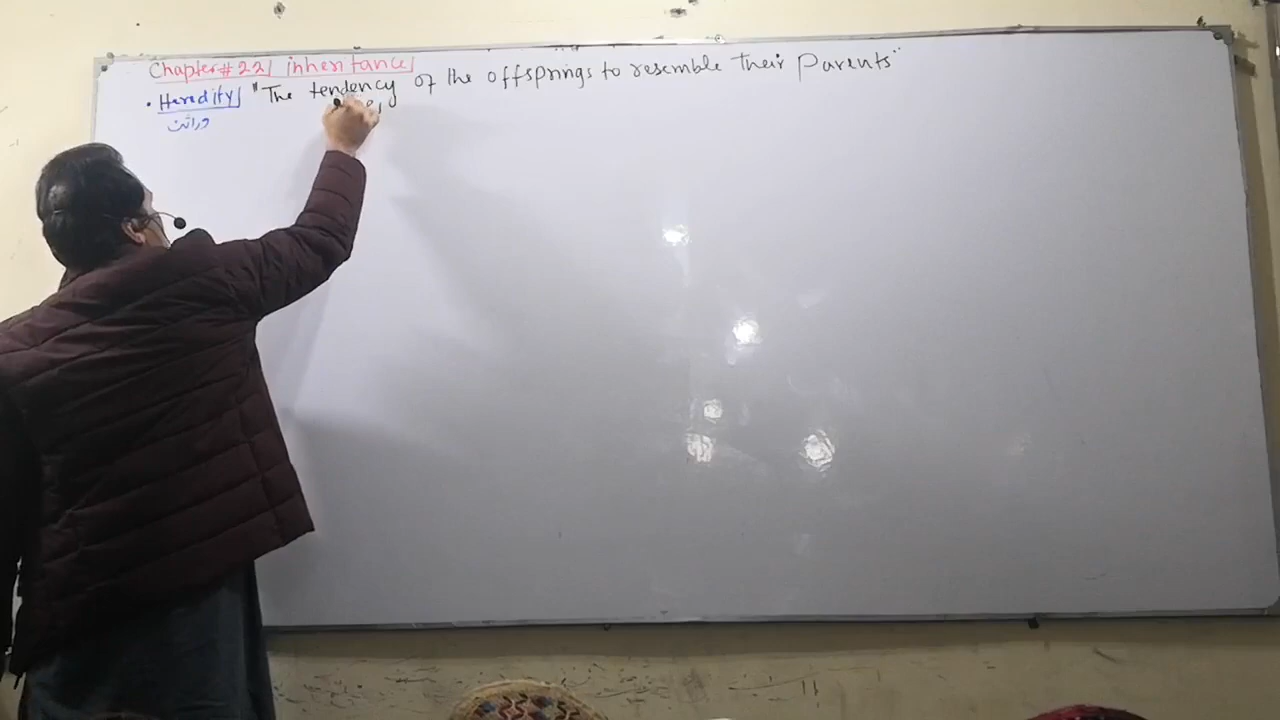 Chapter#22 inheritance
• Heredity "The tendency of the offsprings to resemble their Parents"
وراثت